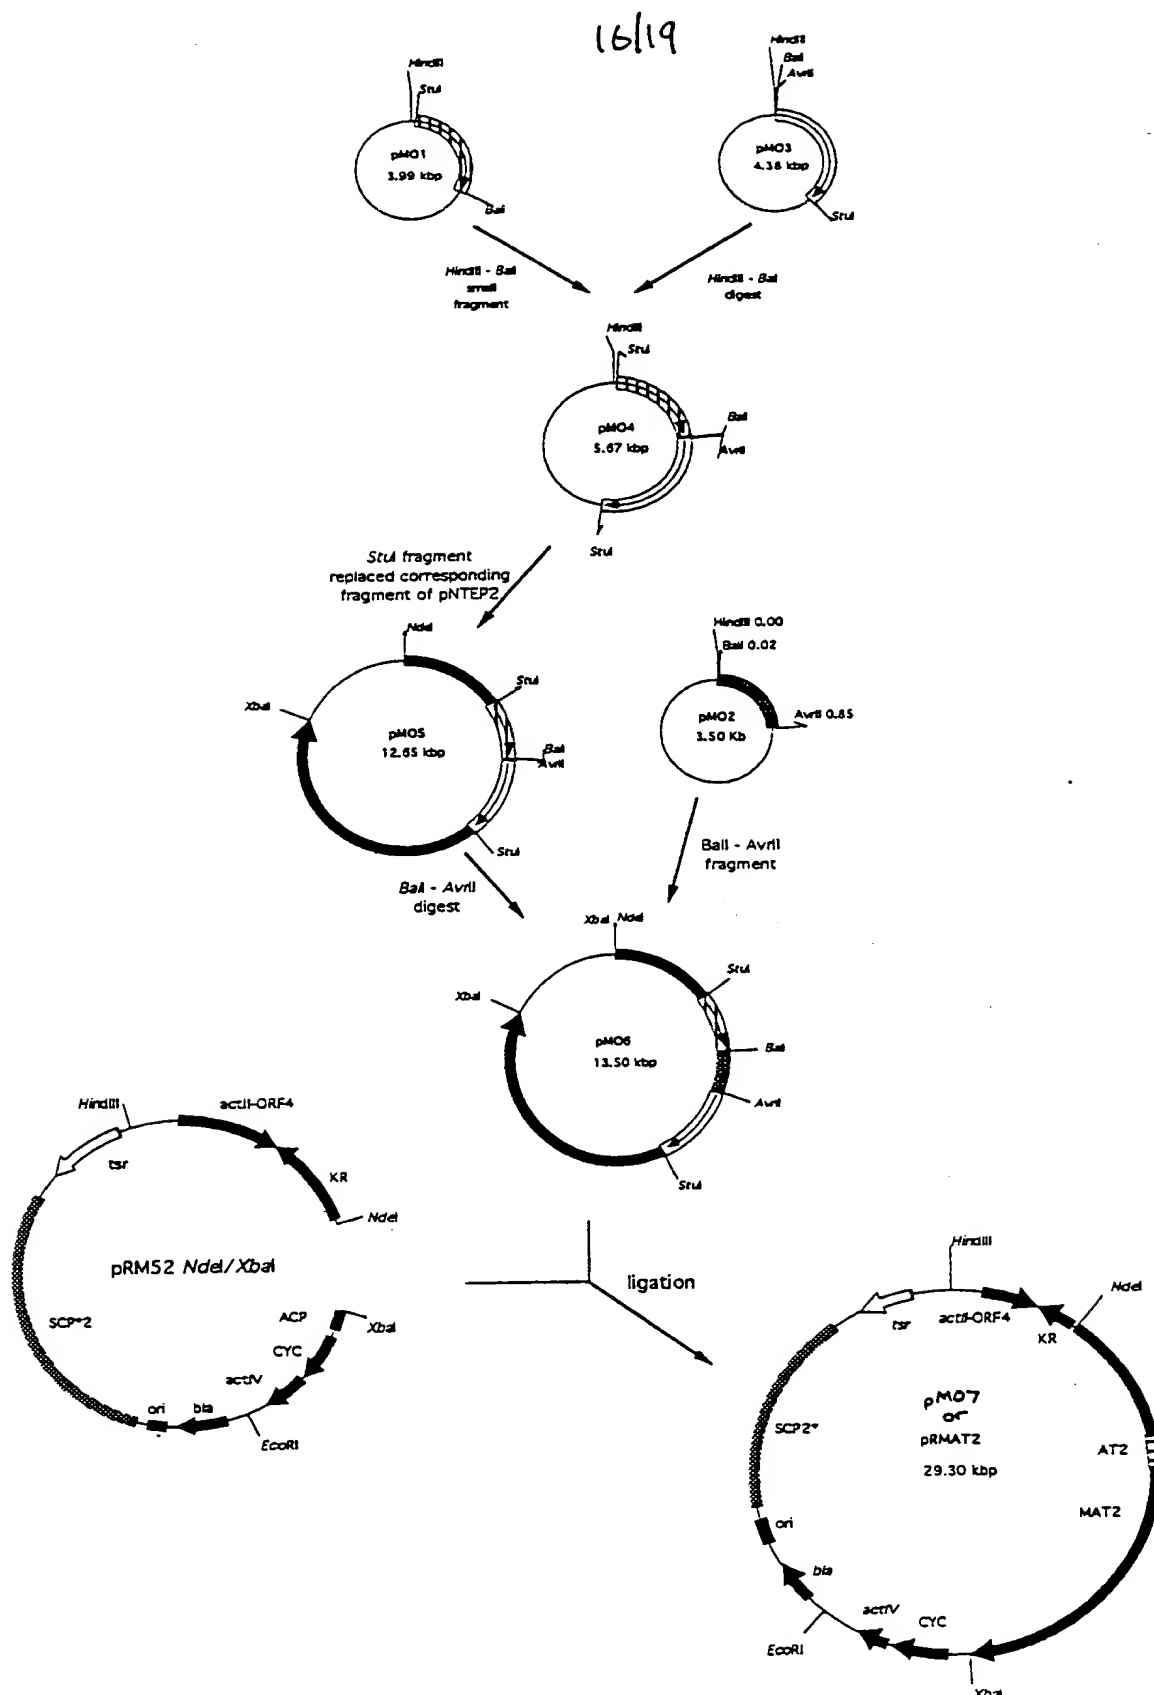 16/19
HindIII
StuI
pMO1
3.99 kbp
BalI
HindIII
BalI
AvrII
pMO3
4.38 kbp
StuI
HindIII - BalI
small
fragment
HindIII - BalI
digest
HindIII
StuI
pMO4
5.67 kbp
BalI
AvrII
StuI
StuI fragment
replaced corresponding
fragment of pNTEP2
NdeI
StuI
XbaI
pMO5
12.65 kbp
BalI
AvrII
StuI
HindIII 0.00
BalI 0.02
pMO2
3.50 Kb
AvrII 0.85
BalI - AvrII
digest
BalI - AvrII
fragment
XbaI NdeI
StuI
XbaI
pMO6
13.50 kbp
BalI
AvrII
StuI
HindIII
actII-ORF4
tsr
KR
NdeI
pRM52 NdeI/XbaI
SCP*2
ACP
XbaI
CYC
actIV
ori
bla
EcoRI
ligation
HindIII
NdeI
tsr
actII-ORF4
KR
pMO7
or
pRMAT2
29.30 kbp
SCP2*
AT2
MAT2
ori
bla
actIV
CYC
EcoRI
XbaI